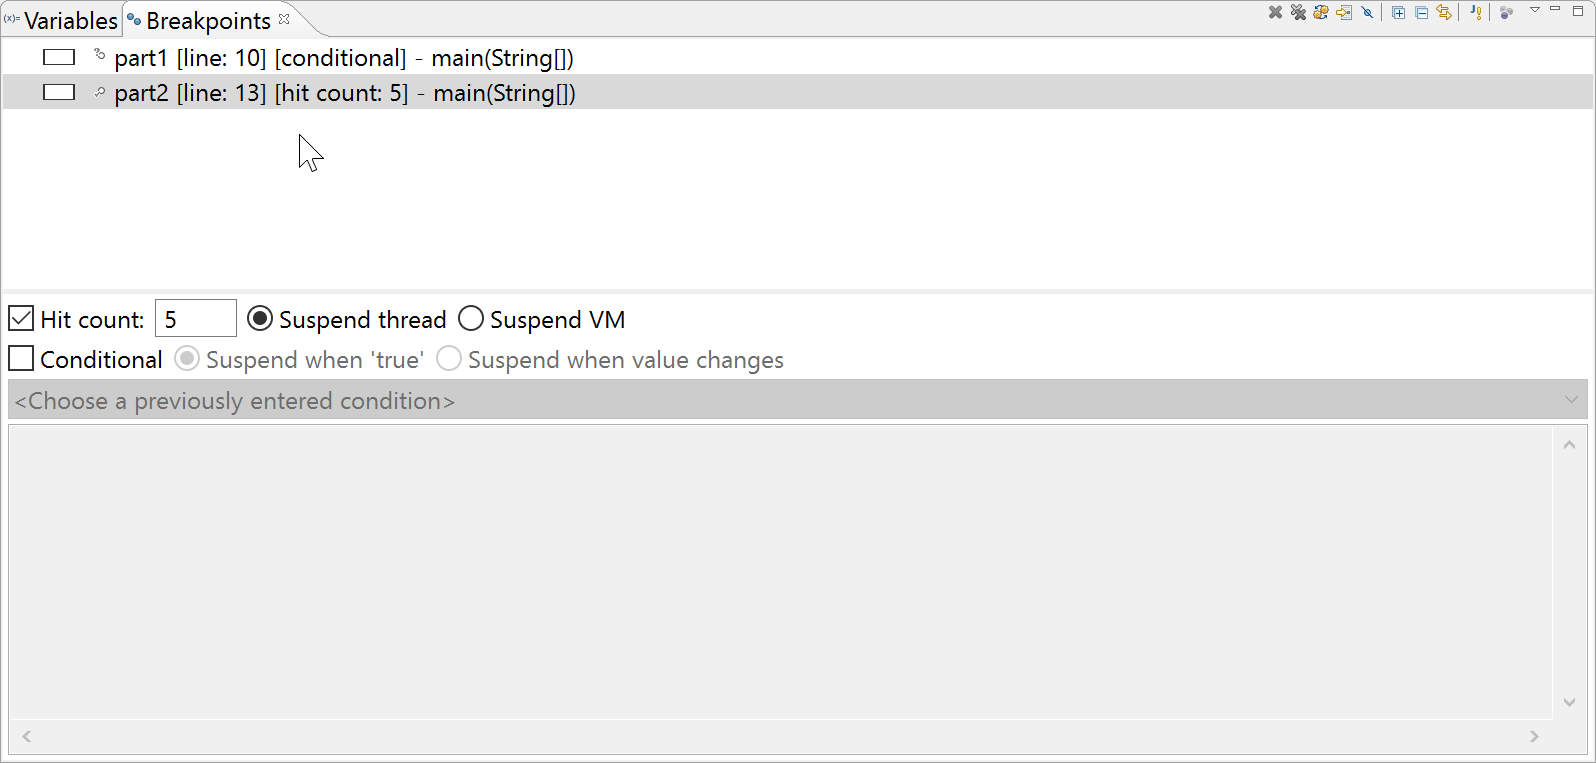 (x)= Variables Breakpoints
part1 [line: 10] [conditional] - main(String[])
part2 [line: 13] [hit count: 5] - main(String[])
Hit count: 5 Suspend thread Suspend VM
Conditional Suspend when 'true' Suspend when value changes
<Choose a previously entered condition>